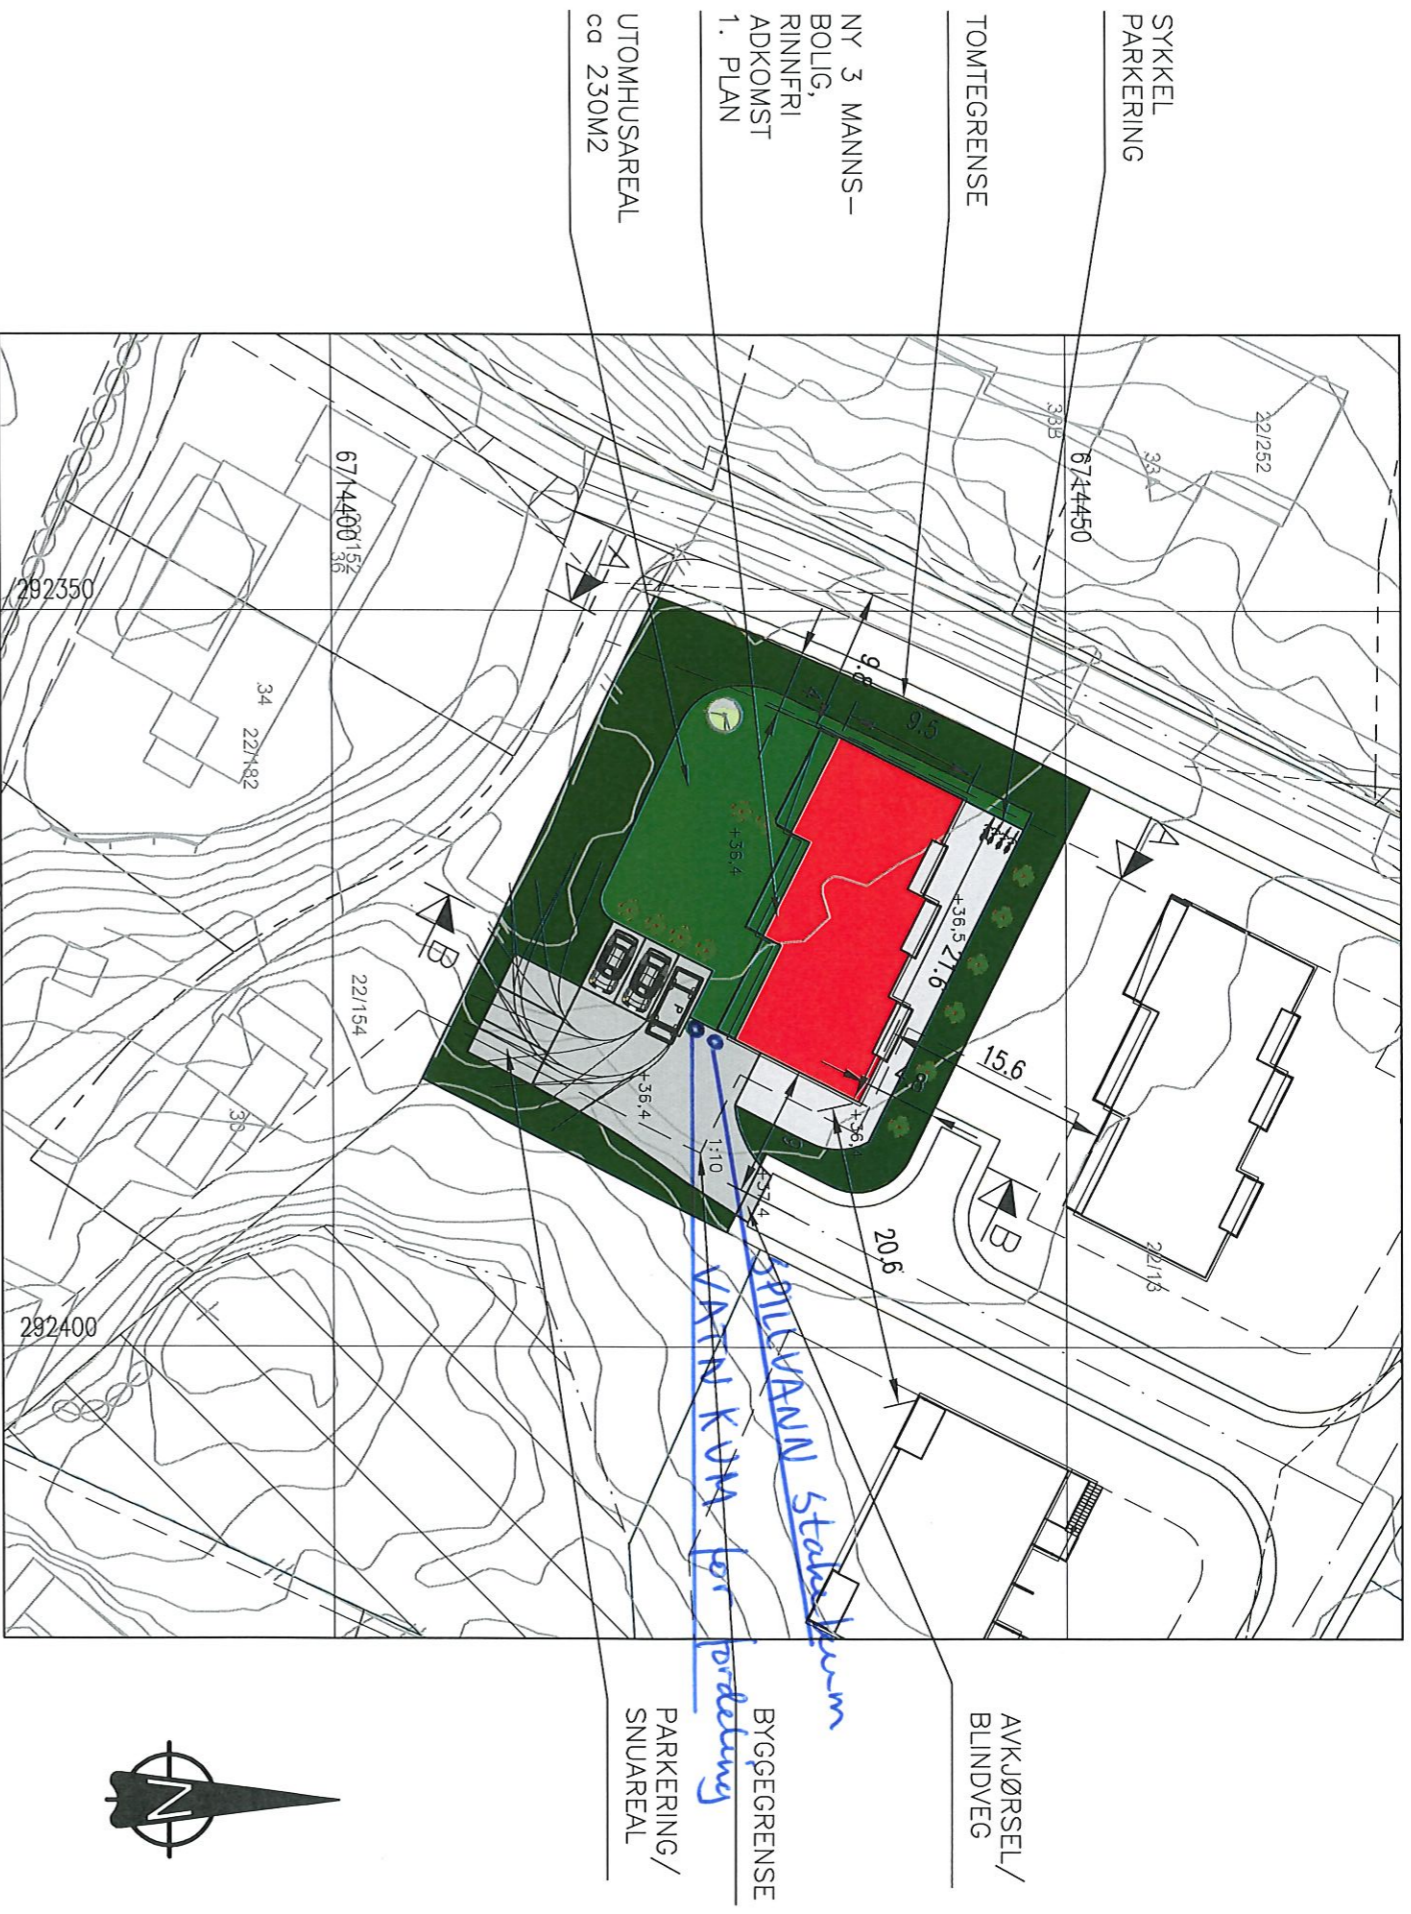 SYKKEL
PARKERING
TOMTEGRENSE
NY 3 MANNS-
BOLIG,
RINNFRI
ADKOMST
1. PLAN
UTOMHUSAREAL
ca 230M2
22/252
33A
33B
6714450
6714400
22/152
36
292350
34
22/182
A
A
9.8
4
9.5
+36,4
+36,5
21.6
15.6
4.8
B
B
22/154
30
P
+36,4
1:10
20.6
22/13
292400
SPILLVANN Stakekum
VATN KUM for fordeling
AVKJØRSEL/
BLINDVEG
BYGGEGRENSE
PARKERING/
SNUAREAL
N